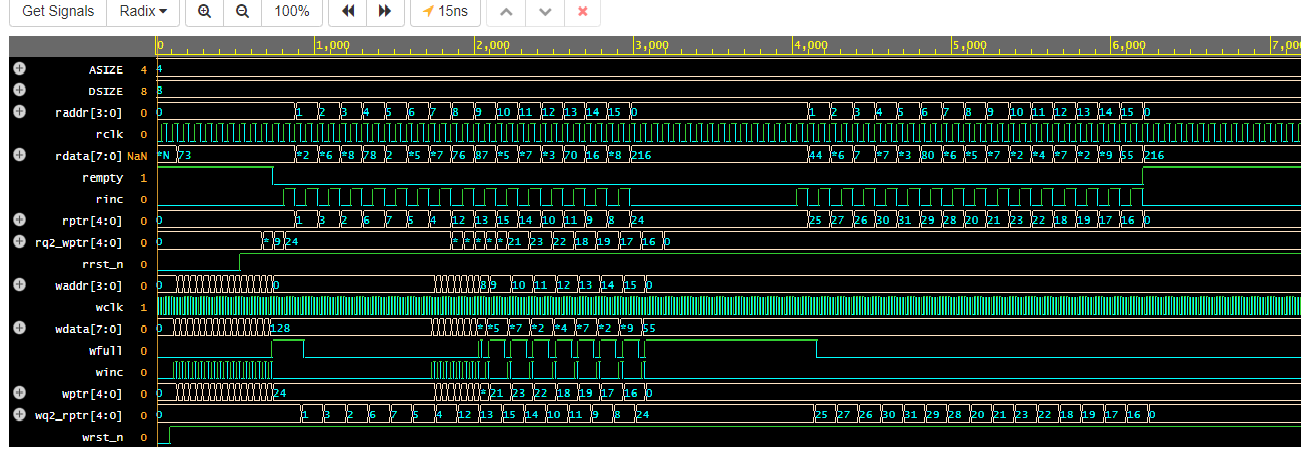 Get Signals Radix 100% 15ns
0 1,000 2,000 3,000 4,000 5,000 6,000 7,000
ASIZE 4 4
DSIZE 8 8
raddr[3:0] 0 0 1 2 3 4 5 6 7 8 9 10 11 12 13 14 15 0 1 2 3 4 5 6 7 8 9 10 11 12 13 14 15 0
rclk 0
rdata[7:0] NaN *N 73 *2 *6 *8 78 2 *5 *7 76 87 *5 *7 *3 70 16 *8 216 44 *6 7 *7 *3 80 *6 *5 *7 *2 *4 *7 *2 *9 55 216
rempty 1
rinc 0
rptr[4:0] 0 0 1 3 2 6 7 5 4 12 13 15 14 10 11 9 8 24 25 27 26 30 31 29 28 20 21 23 22 18 19 17 16 0
rq2_wptr[4:0] 0 0 * 9 24 * * * * * 21 23 22 18 19 17 16 0
rrst_n 0
waddr[3:0] 0 0 0 8 9 10 11 12 13 14 15 0
wclk 1
wdata[7:0] 0 0 128 * *5 *7 *2 *4 *7 *2 *9 55
wfull 0
winc 0
wptr[4:0] 0 0 24 * 21 23 22 18 19 17 16 0
wq2_rptr[4:0] 0 0 1 3 2 6 7 5 4 12 13 15 14 10 11 9 8 24 25 27 26 30 31 29 28 20 21 23 22 18 19 17 16 0
wrst_n 0